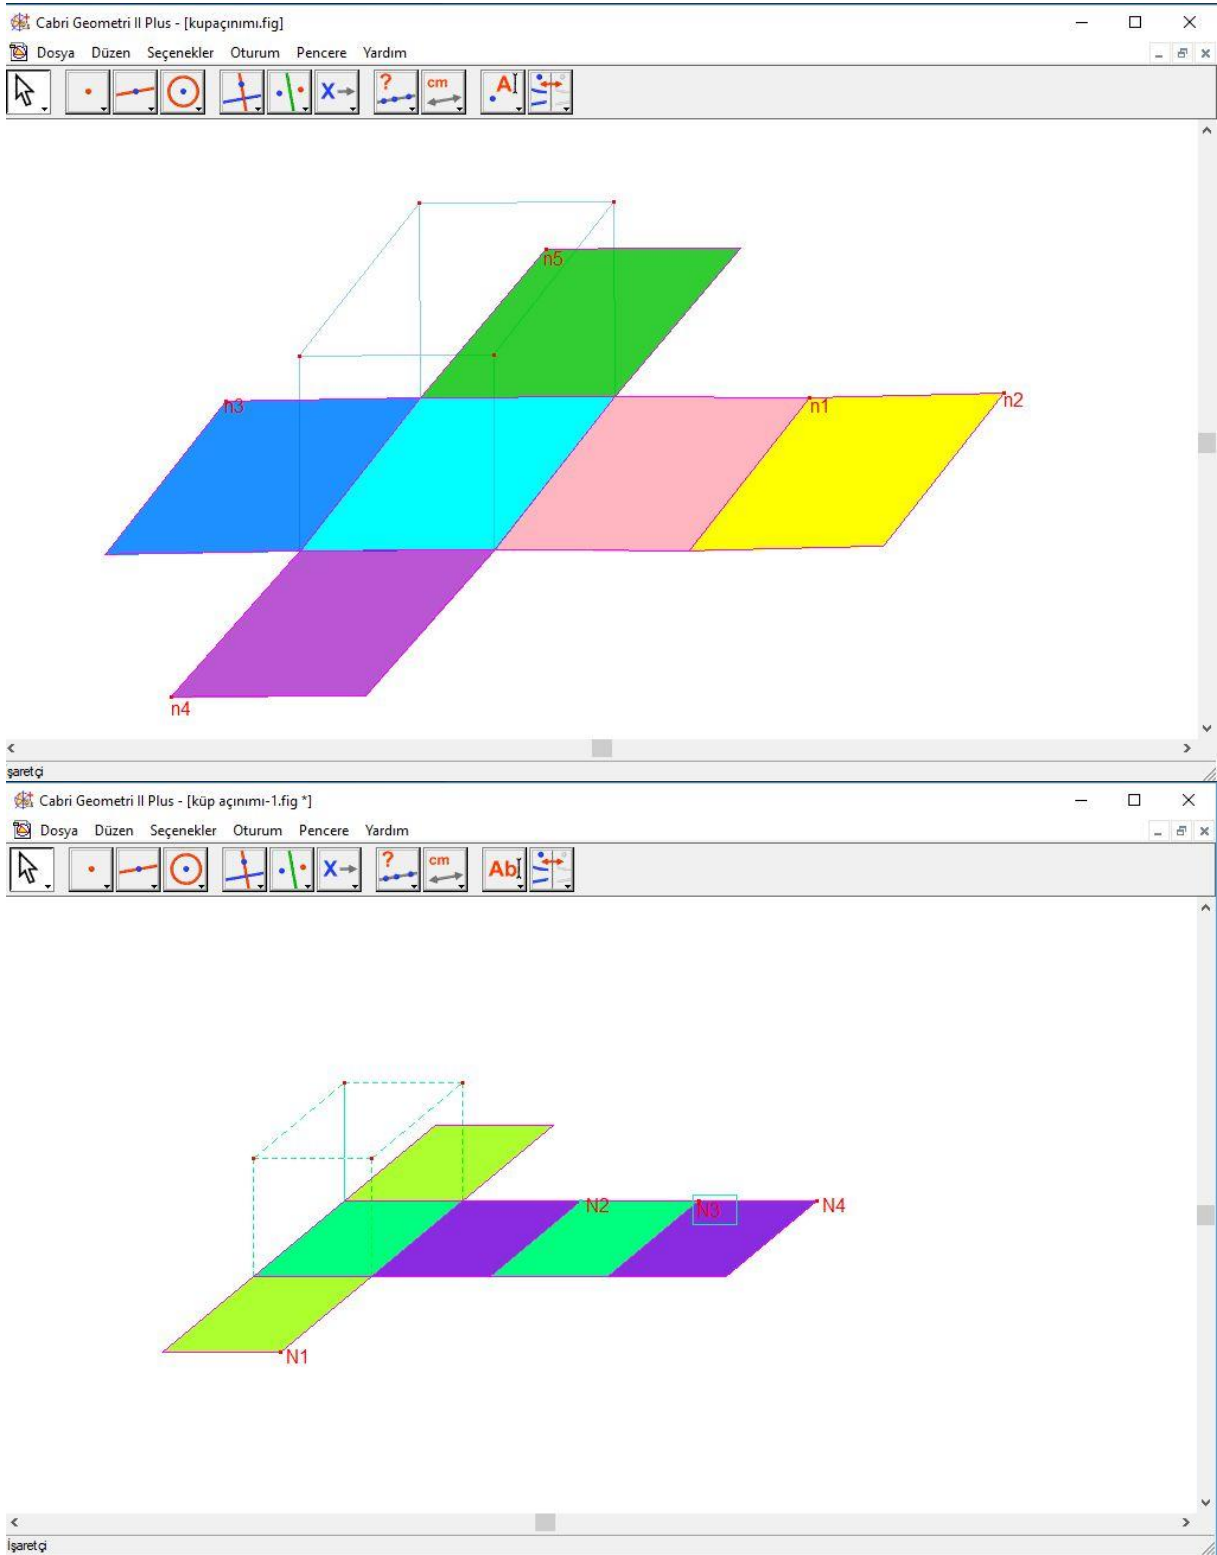 Cabri Geometri II Plus - [kupaçınımı.fig]
Dosya Düzen Seçenekler Oturum Pencere Yardım
? cm A
X
n5
n3
n1
n2
n4
şaretçi
Cabri Geometri II Plus - [küp açınımı-1.fig *]
Dosya Düzen Seçenekler Oturum Pencere Yardım
? cm Ab
X
N2
N3
N4
N1
İşaretçi